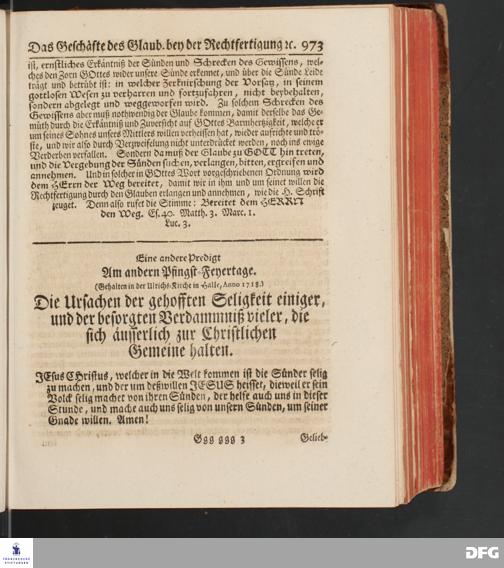 Das Geschäfte des Glaub. bey der Rechtfertigung ꝛc. 973
ist, ernstliches Erkäntniß der Sünden und Schrecken des Gewissens, wel-
ches den Zorn GOttes wider unsere Sünde erkennet, und über die Sünde Leide
trägt und betrübt ist: in welcher Zerknirschung der Vorsatz, in seinem
gottlosen Wesen zu verharren und fortzufahren, nicht beybehalten,
sondern abgelegt und weggeworfen wird. Zu solchem Schrecken des
Gewissens aber muß nothwendig der Glaube kommen, damit derselbe das Ge-
müth durch die Erkäntniß und Zuversicht auf GOttes Barmhertzigkeit, welche er
um seines Sohnes unsers Mittlers willen verheissen hat, wieder aufrichte und trö-
ste, und wir also durch Verzweifelung nicht unterdrücket werden, noch ins ewige
Verderben verfallen. Sondern da muß der Glaube zu GOTT hin treten,
und die Vergebung der Sünden suchen, verlangen, bitten, ergreifen und
annehmen. Und in solcher in GOttes Wort vorgeschriebenen Ordnung wird
dem HErrn der Weg bereitet, damit wir in ihm und um seinet willen die
Rechtfertigung durch den Glauben erlangen und annehmen, wie die H. Schrift
zeuget. Denn also rufet die Stimme: Bereitet dem HERRN
den Weg. Es. 40. Matth. 3. Marc. 1.
Luc. 3.
Eine andere Predigt
Am andern Pfingst-Feyertage.
(Gehalten in der Ulrichs-Kirche in Halle, Anno 1718.)
Die Ursachen der gehofften Seligkeit einiger,
und der besorgten Verdammniß vieler, die
sich äusserlich zur Christlichen
Gemeine halten.
JEsus CHristus, welcher in die Welt kommen ist die Sünder selig
zu machen, und der um deßwillen JESUS heisset, dieweil er sein
Volck selig machet von ihren Sünden, der helfe auch uns in dieser
Stunde, und mache auch uns selig von unsern Sünden, um seiner
Gnade willen. Amen!
Ggg ggg 3 Gelieb-
FRANCKESCHE
STIFTUNGEN
DFG